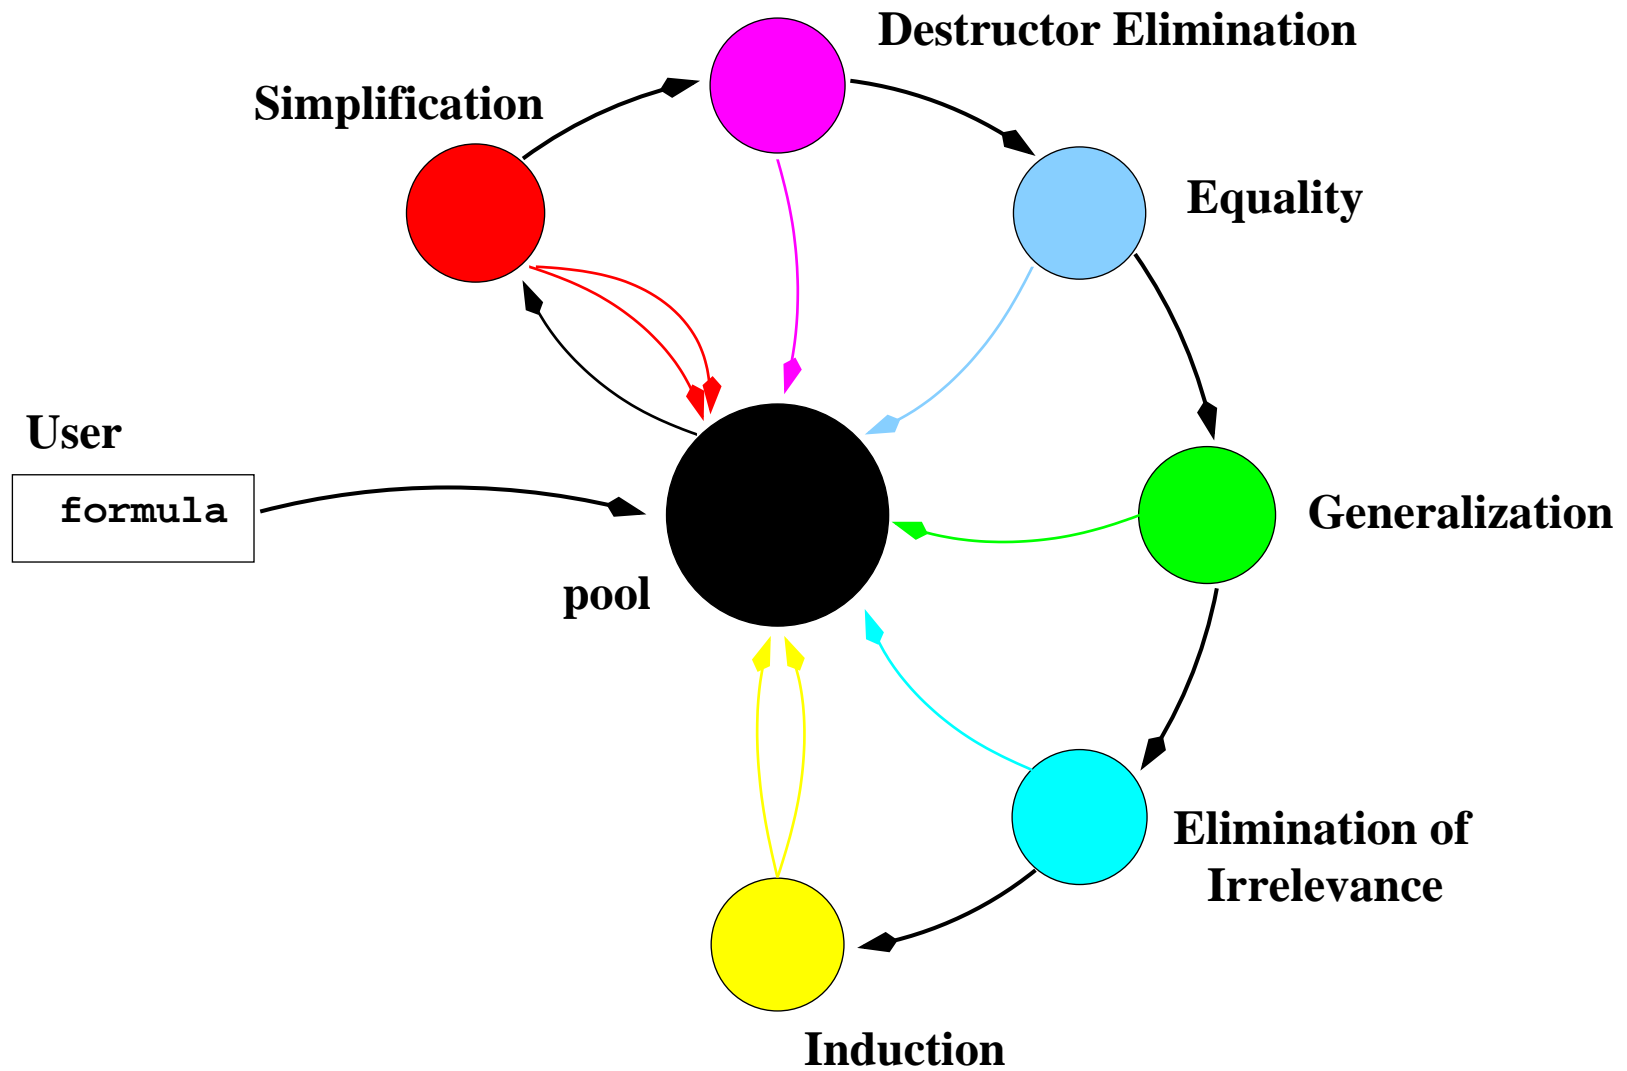 Destructor Elimination
Simplification
Equality
User
formula
Generalization
pool
Elimination of
Irrelevance
Induction